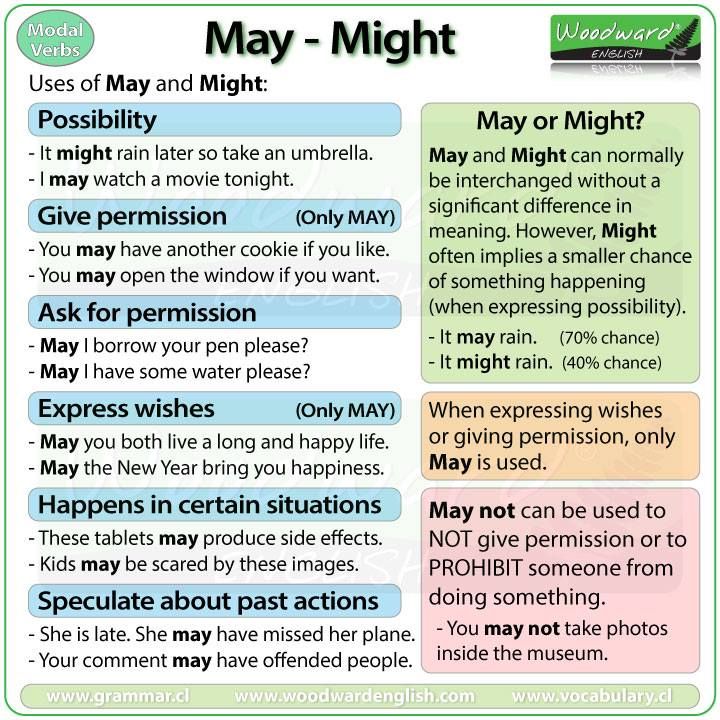 Modal
Verbs
May - Might
Woodward®
ENGLISH
Uses of May and Might:
Possibility
- It might rain later so take an umbrella.
- I may watch a movie tonight.
Give permission (Only MAY)
- You may have another cookie if you like.
- You may open the window if you want.
Ask for permission
- May I borrow your pen please?
- May I have some water please?
Express wishes (Only MAY)
- May you both live a long and happy life.
- May the New Year bring you happiness.
Happens in certain situations
- These tablets may produce side effects.
- Kids may be scared by these images.
Speculate about past actions
- She is late. She may have missed her plane.
- Your comment may have offended people.
May or Might?
May and Might can normally
be interchanged without a
significant difference in
meaning. However, Might
often implies a smaller chance
of something happening
(when expressing possibility).
- It may rain. (70% chance)
- It might rain. (40% chance)
When expressing wishes
or giving permission, only
May is used.
May not can be used to
NOT give permission or to
PROHIBIT someone from
doing something.
- You may not take photos
inside the museum.
www.grammar.cl www.woodwardenglish.com www.vocabulary.cl